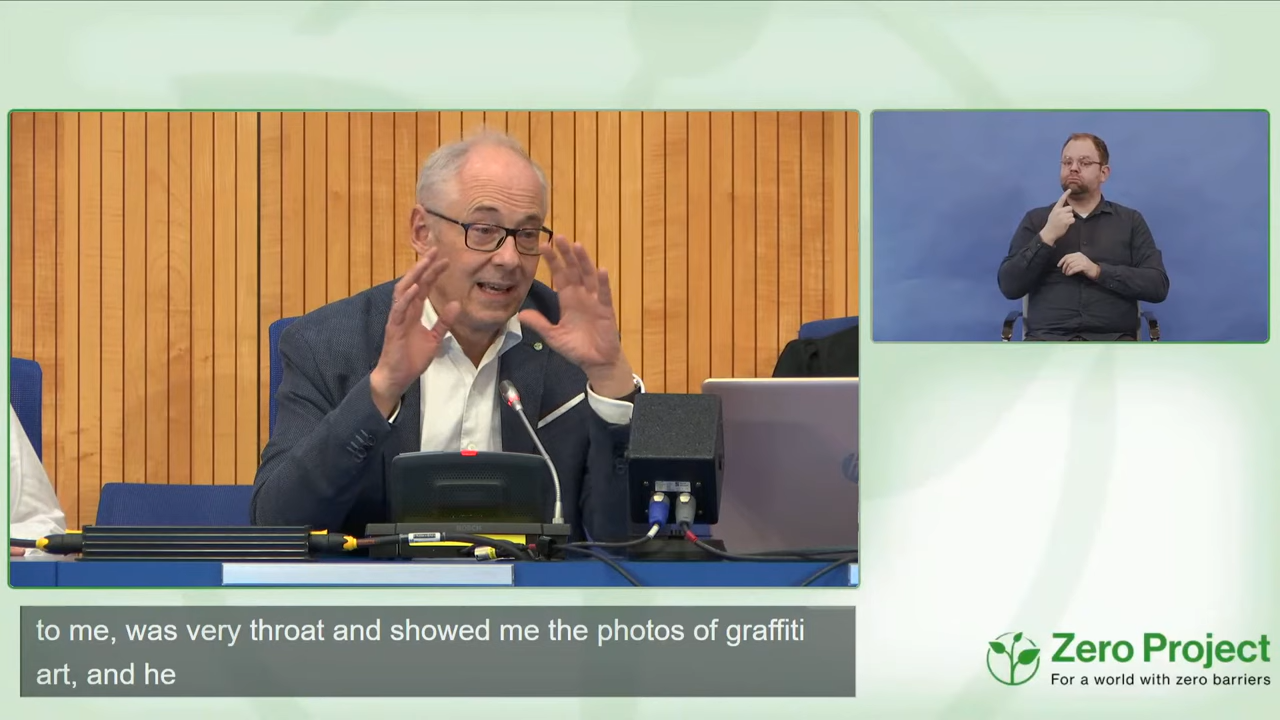 to me, was very throat and showed me the photos of graffiti
art, and he
Zero Project
For a world with zero barriers